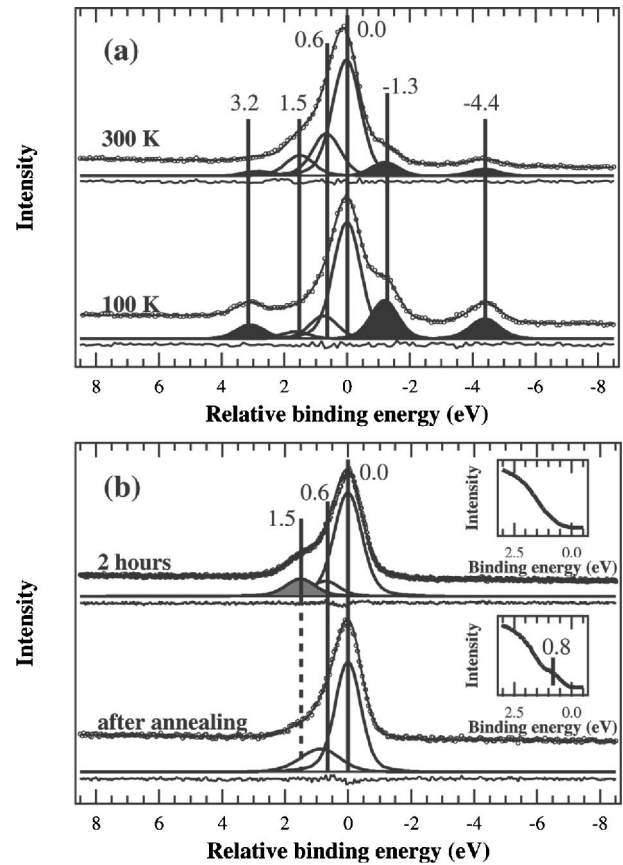 (a)
0.6
0.0
3.2
1.5
-1.3
-4.4
300 K
100 K
Intensity
8 6 4 2 0 -2 -4 -6 -8
Relative binding energy (eV)
(b)
0.0
0.6
1.5
2 hours
after annealing
Intensity
Intensity
2.5 0.0
Binding energy (eV)
Intensity
0.8
2.5 0.0
Binding energy (eV)
8 6 4 2 0 -2 -4 -6 -8
Relative binding energy (eV)